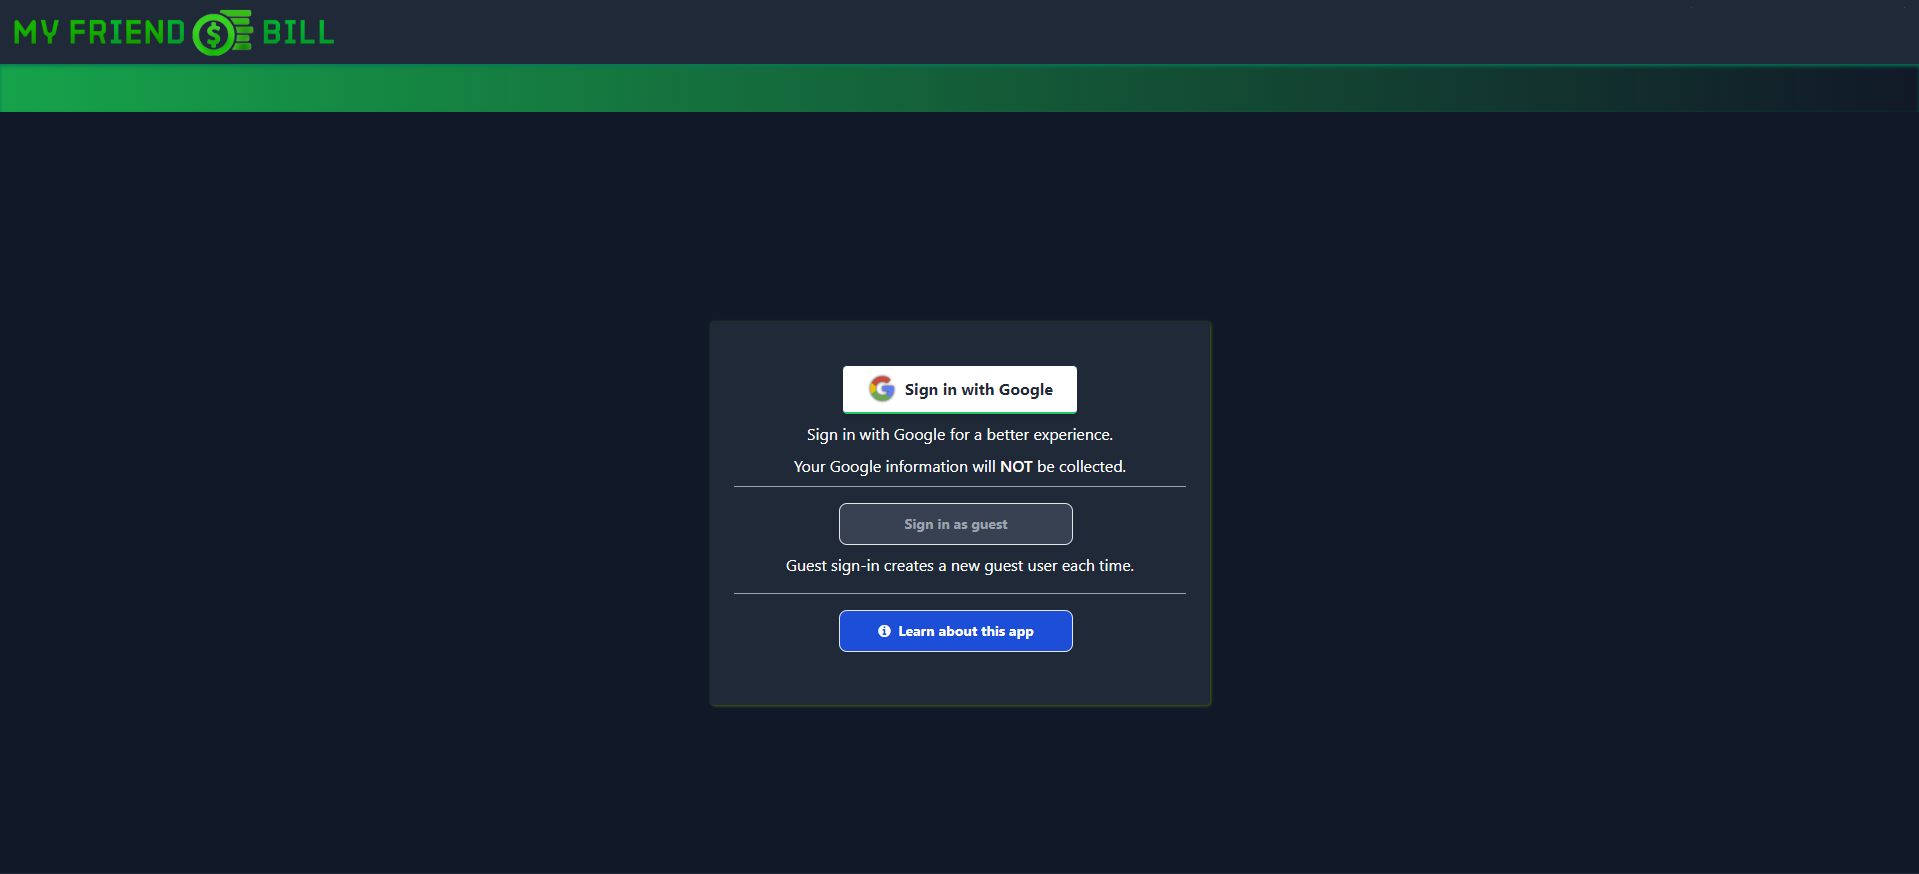 MY FRIEND $ BILL
Sign in with Google
Sign in with Google for a better experience.
Your Google information will NOT be collected.
Sign in as guest
Guest sign-in creates a new guest user each time.
Learn about this app